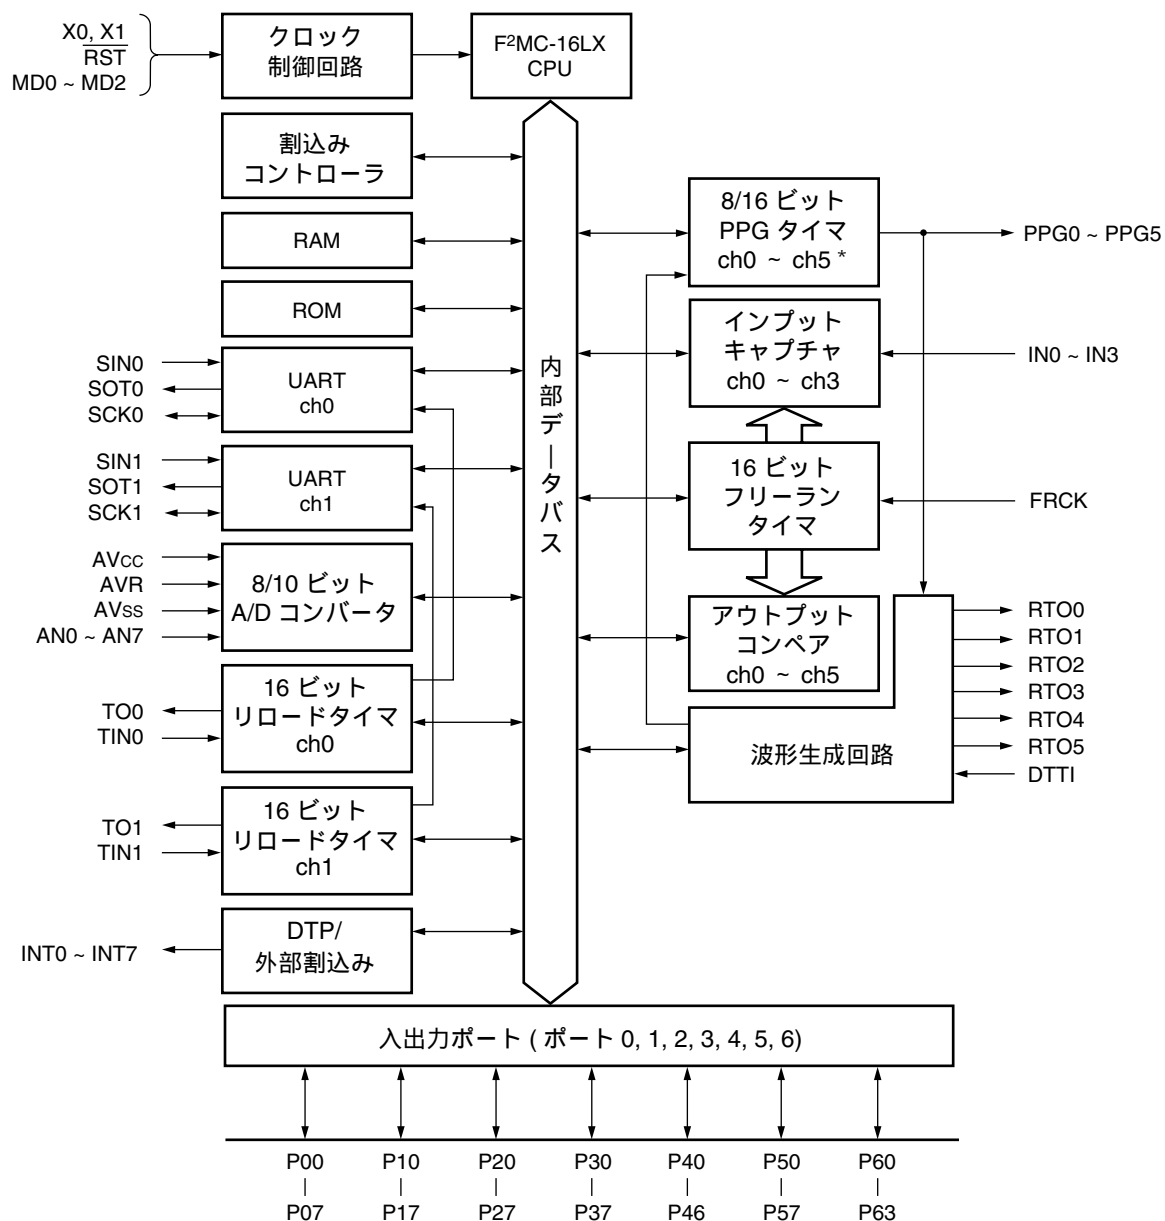 X0, X1
RST
MD0 ~ MD2
クロック
制御回路
F²MC-16LX
CPU
割込み
コントローラ
RAM
ROM
SIN0
SOT0
SCK0
UART
ch0
SIN1
SOT1
SCK1
UART
ch1
AVCC
AVR
AVSS
AN0 ~ AN7
8/10 ビット
A/D コンバータ
TO0
TIN0
16 ビット
リロードタイマ
ch0
TO1
TIN1
16 ビット
リロードタイマ
ch1
INT0 ~ INT7
DTP/
外部割込み
内部データバス
8/16 ビット
PPG タイマ
ch0 ~ ch5 *
PPG0 ~ PPG5
インプット
キャプチャ
ch0 ~ ch3
IN0 ~ IN3
16 ビット
フリーラン
タイマ
FRCK
アウトプット
コンペア
ch0 ~ ch5
波形生成回路
RTO0
RTO1
RTO2
RTO3
RTO4
RTO5
DTTI
入出力ポート ( ポート 0, 1, 2, 3, 4, 5, 6)
P00 P10 P20 P30 P40 P50 P60
P07 P17 P27 P37 P46 P57 P63